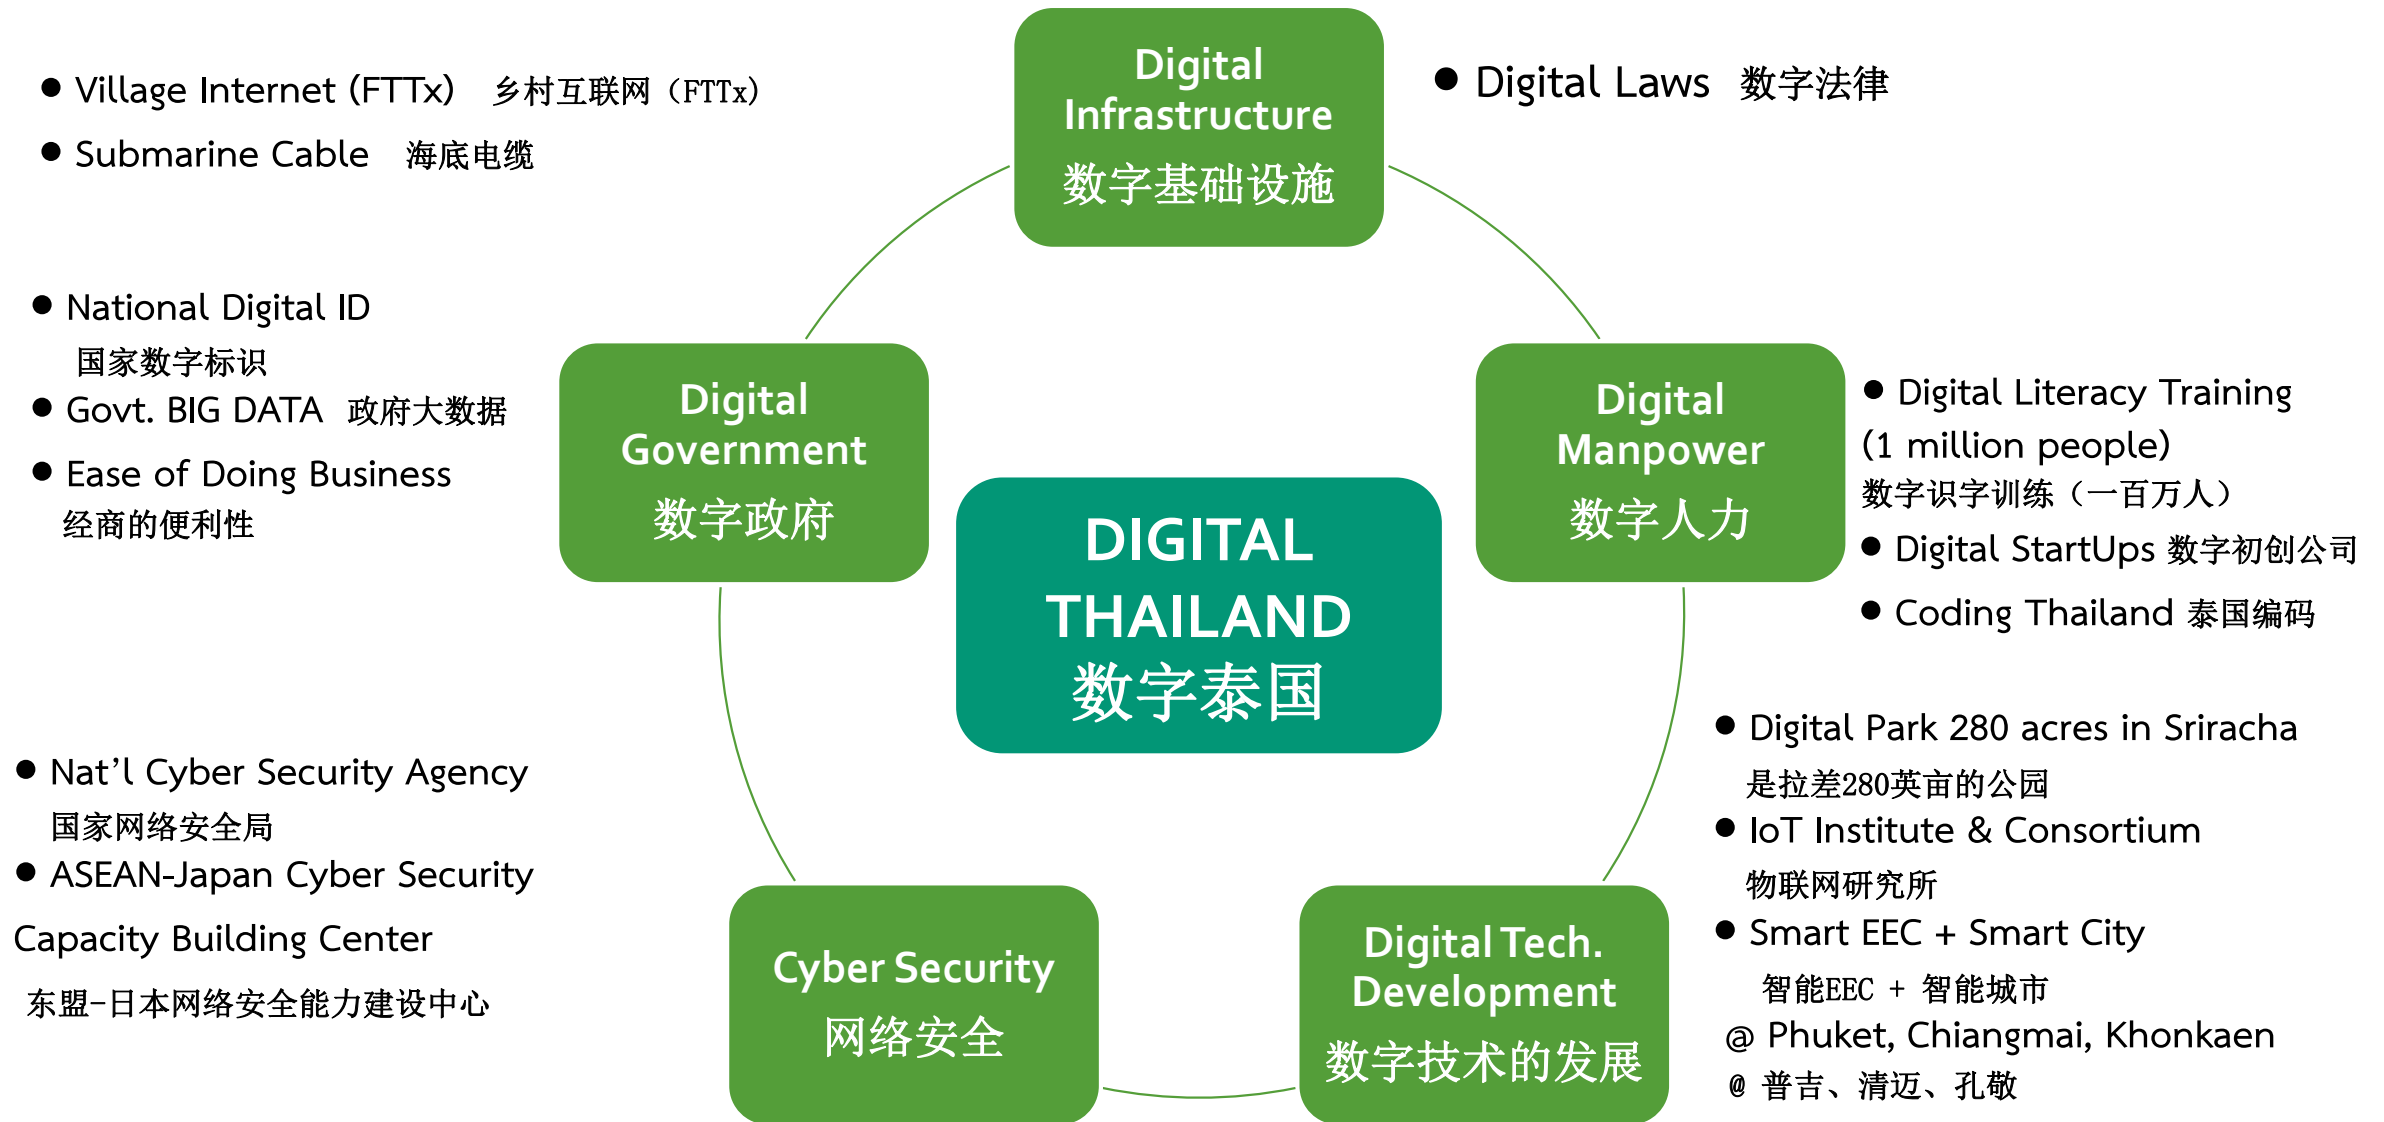 Digital
Infrastructure
数字基础设施
● Village Internet (FTTx) 乡村互联网（FTTx）
● Submarine Cable 海底电缆
● Digital Laws 数字法律
● National Digital ID
国家数字标识
● Govt. BIG DATA 政府大数据
● Ease of Doing Business
经商的便利性
Digital
Government
数字政府
DIGITAL
THAILAND
数字泰国
Digital
Manpower
数字人力
● Digital Literacy Training
(1 million people)
数字识字训练（一百万人）
● Digital StartUps 数字初创公司
● Coding Thailand 泰国编码
● Nat’l Cyber Security Agency
国家网络安全局
● ASEAN-Japan Cyber Security
Capacity Building Center
东盟-日本网络安全能力建设中心
Cyber Security
网络安全
Digital Tech.
Development
数字技术的发展
● Digital Park 280 acres in Sriracha
是拉差280英亩的公园
● IoT Institute & Consortium
物联网研究所
● Smart EEC + Smart City
智能EEC + 智能城市
@ Phuket, Chiangmai, Khonkaen
@ 普吉、清迈、孔敬